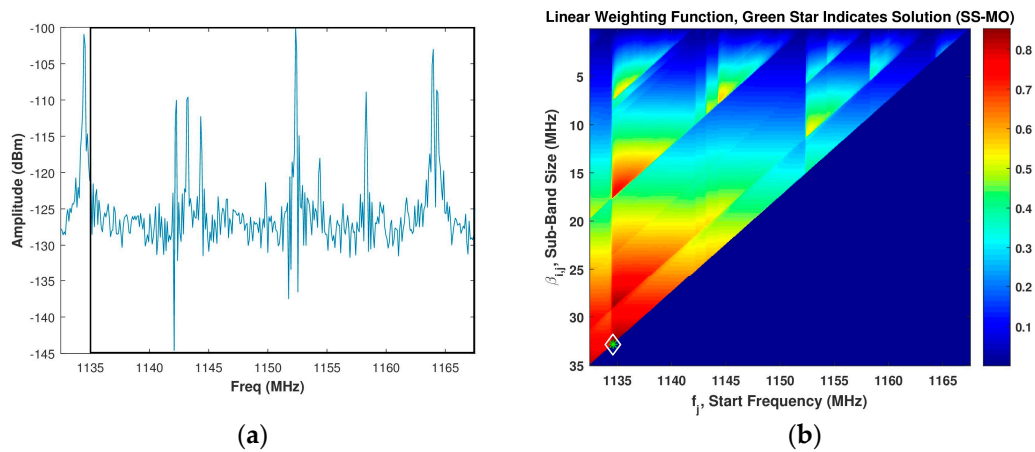 Linear Weighting Function, Green Star Indicates Solution (SS-MO)
-100
-105
-110
-115
-120
-125
-130
-135
-140
-145
Amplitude (dBm)
1135 1140 1145 1150 1155 1160 1165
Freq (MHz)
(a)
5
10
15
20
25
30
35
βi,j, Sub-Band Size (MHz)
1135 1140 1145 1150 1155 1160 1165
fj, Start Frequency (MHz)
0.8
0.7
0.6
0.5
0.4
0.3
0.2
0.1
(b)